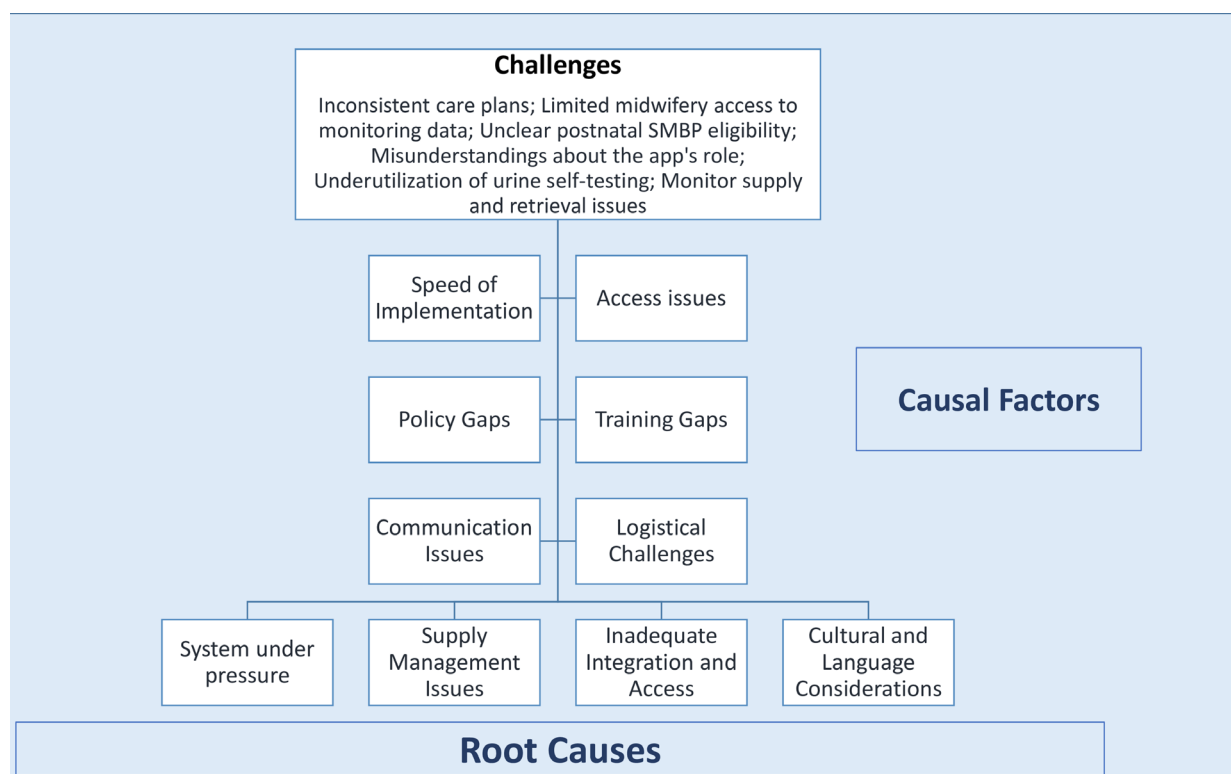 Challenges
Inconsistent care plans; Limited midwifery access to
monitoring data; Unclear postnatal SMBP eligibility;
Misunderstandings about the app's role;
Underutilization of urine self-testing; Monitor supply
and retrieval issues
Speed of
Implementation
Access issues
Causal Factors
Policy Gaps
Training Gaps
Communication
Issues
Logistical
Challenges
System under
pressure
Supply
Management
Issues
Inadequate
Integration and
Access
Cultural and
Language
Considerations
Root Causes